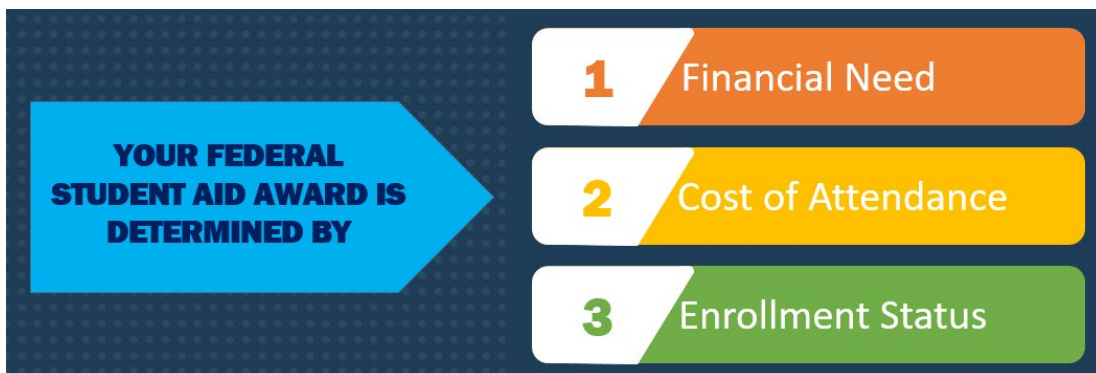 YOUR FEDERAL
STUDENT AID AWARD IS
DETERMINED BY
1 Financial Need
2 Cost of Attendance
3 Enrollment Status